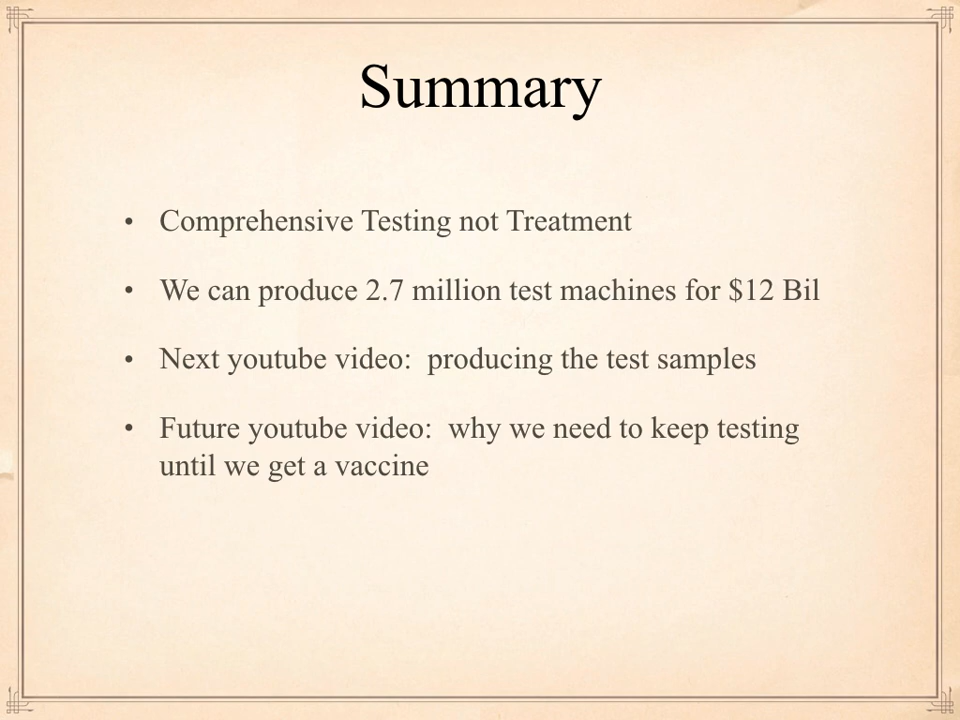 Summary
• Comprehensive Testing not Treatment
• We can produce 2.7 million test machines for $12 Bil
• Next youtube video:  producing the test samples
• Future youtube video:  why we need to keep testing
until we get a vaccine